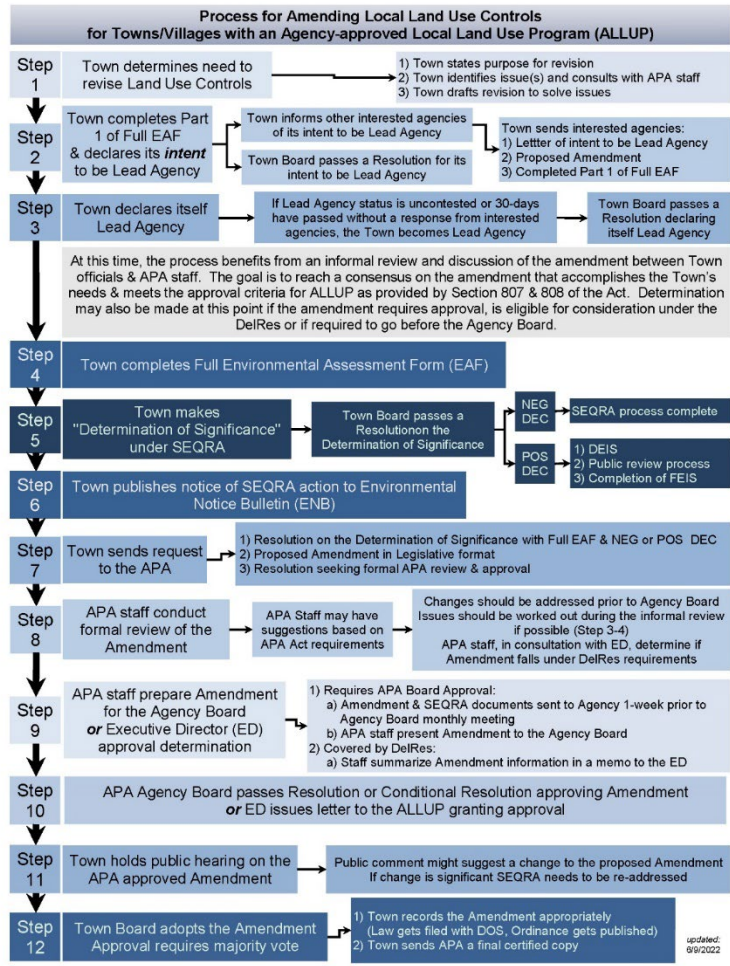 Process for Amending Local Land Use Controls
for Towns/Villages with an Agency-approved Local Land Use Program (ALLUP)
Step
1
Town determines need to
revise Land Use Controls
1) Town states purpose for revision
2) Town identifies issue(s) and consults with APA staff
3) Town drafts revision to solve issues
Step
2
Town completes Part
1 of Full EAF
& declares its intent
to be Lead Agency
Town informs other interested agencies
of its intent to be Lead Agency
Town Board passes a Resolution for its
intent to be Lead Agency
Town sends interested agencies:
1) Lettter of intent to be Lead Agency
2) Proposed Amendment
3) Completed Part 1 of Full EAF
Step
3
Town declares itself
Lead Agency
If Lead Agency status is uncontested or 30-days
have passed without a response from interested
agencies, the Town becomes Lead Agency
Town Board passes a
Resolution declaring
itself Lead Agency
At this time, the process benefits from an informal review and discussion of the amendment between Town
officials & APA staff. The goal is to reach a consensus on the amendment that accomplishes the Town's
needs & meets the approval criteria for ALLUP as provided by Section 807 & 808 of the Act. Determination
may also be made at this point if the amendment requires approval, is eligible for consideration under the
DelRes or if required to go before the Agency Board.
Step
4
Town completes Full Environmental Assessment Form (EAF)
Step
5
Town makes
"Determination of Significance"
under SEQRA
Town Board passes a
Resolutionon the
Determination of Significance
NEG
DEC
SEQRA process complete
POS
DEC
1) DEIS
2) Public review process
3) Completion of FEIS
Step
6
Town publishes notice of SEQRA action to Environmental
Notice Bulletin (ENB)
Step
7
Town sends request
to the APA
1) Resolution on the Determination of Significance with Full EAF & NEG or POS DEC
2) Proposed Amendment in Legislative format
3) Resolution seeking formal APA review & approval
Step
8
APA staff conduct
formal review of the
Amendment
APA Staff may have
suggestions based on
APA Act requirements
Changes should be addressed prior to Agency Board
Issues should be worked out during the informal review
if possible (Step 3-4)
APA staff, in consultation with ED, determine if
Amendment falls under DelRes requirements
Step
9
APA staff prepare Amendment
for the Agency Board
or Executive Director (ED)
approval determination
1) Requires APA Board Approval:
a) Amendment & SEQRA documents sent to Agency 1-week prior to
Agency Board monthly meeting
b) APA staff present Amendment to the Agency Board
2) Covered by DelRes:
a) Staff summarize Amendment information in a memo to the ED
Step
10
APA Agency Board passes Resolution or Conditional Resolution approving Amendment
or ED issues letter to the ALLUP granting approval
Step
11
Town holds public hearing on the
APA approved Amendment
Public comment might suggest a change to the proposed Amendment
If change is significant SEQRA needs to be re-addressed
Step
12
Town Board adopts the Amendment
Approval requires majority vote
1) Town records the Amendment appropriately
(Law gets filed with DOS, Ordinance gets published)
2) Town sends APA a final certified copy
updated:
6/9/2022